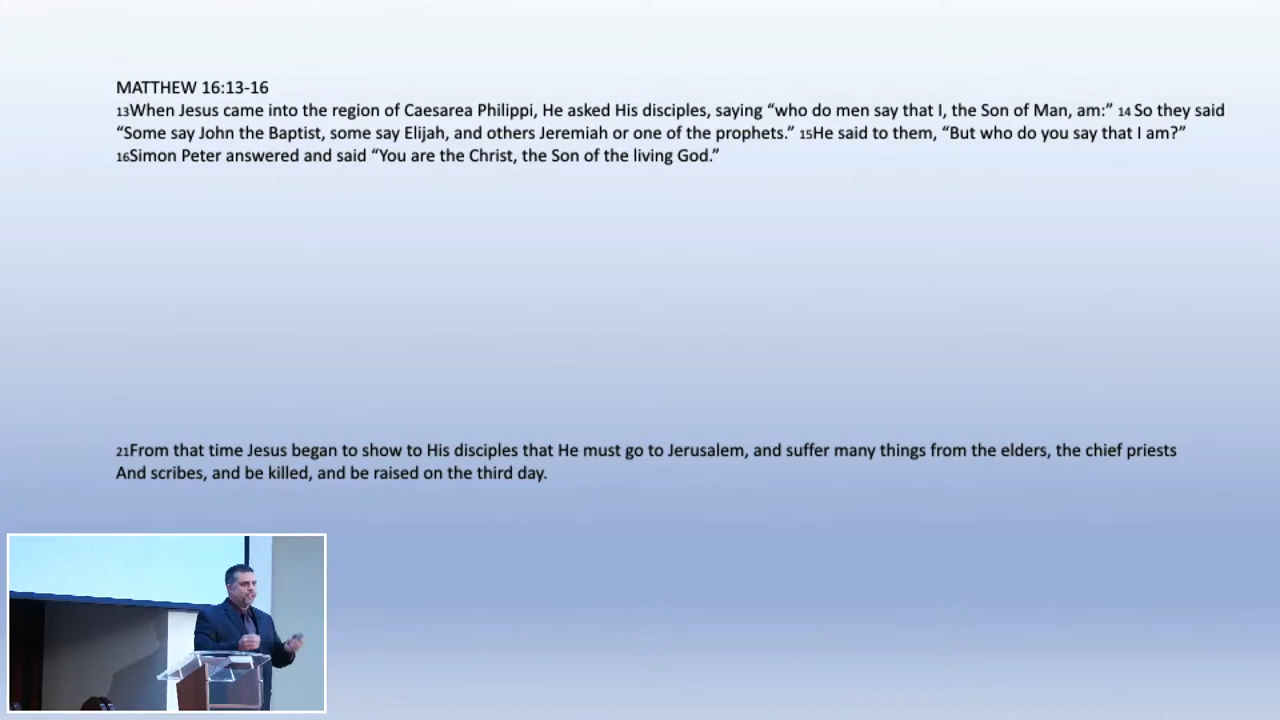 MATTHEW 16:13-16
13When Jesus came into the region of Caesarea Philippi, He asked His disciples, saying “who do men say that I, the Son of Man, am:” 14 So they said
“Some say John the Baptist, some say Elijah, and others Jeremiah or one of the prophets.” 15He said to them, “But who do you say that I am?”
16Simon Peter answered and said “You are the Christ, the Son of the living God.”
21From that time Jesus began to show to His disciples that He must go to Jerusalem, and suffer many things from the elders, the chief priests
And scribes, and be killed, and be raised on the third day.